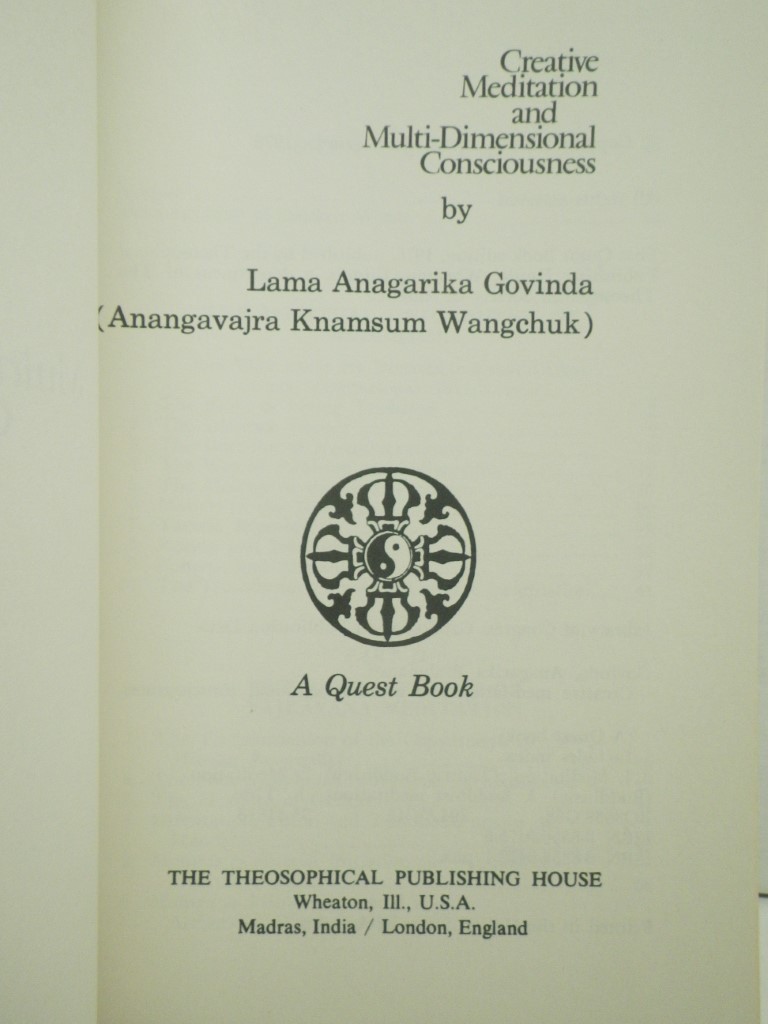 Creative
Meditation
and
Multi-Dimensional
Consciousness
by
Lama Anagarika Govinda
(Anangavajra Knamsum Wangchuk)
A Quest Book
THE THEOSOPHICAL PUBLISHING HOUSE
Wheaton, Ill., U.S.A.
Madras, India / London, England